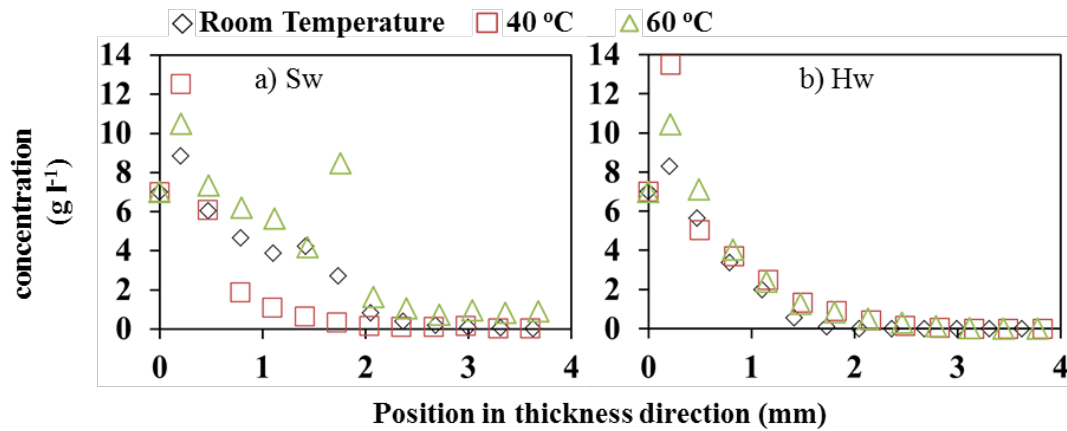 Room Temperature 40 ºC 60 ºC
14 14
a) Sw b) Hw
12 12
10 10
8 8
6 6
4 4
2 2
0 0
0 1 2 3 4 0 1 2 3 4
concentration
(g l⁻¹)
Position in thickness direction (mm)